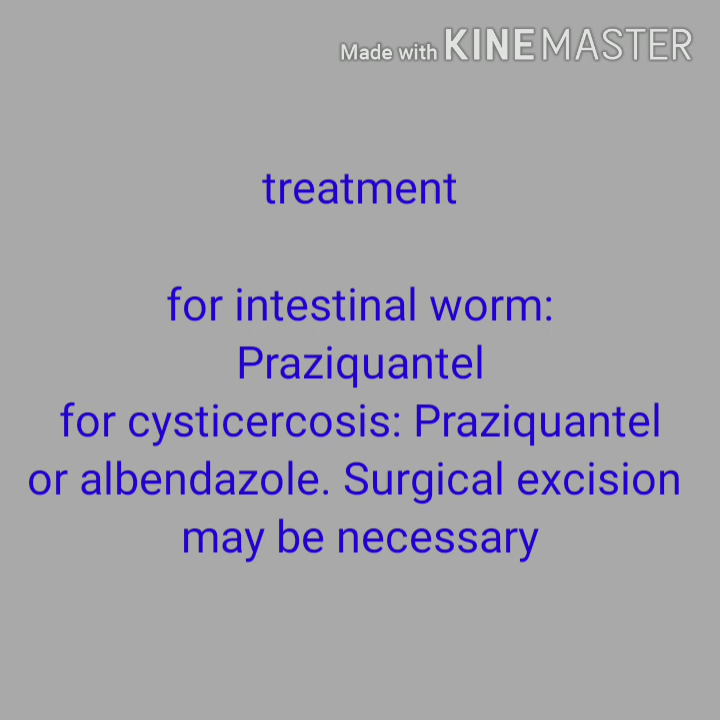 Made with KINEMASTER
treatment
for intestinal worm:
Praziquantel
for cysticercosis: Praziquantel
or albendazole. Surgical excision
may be necessary